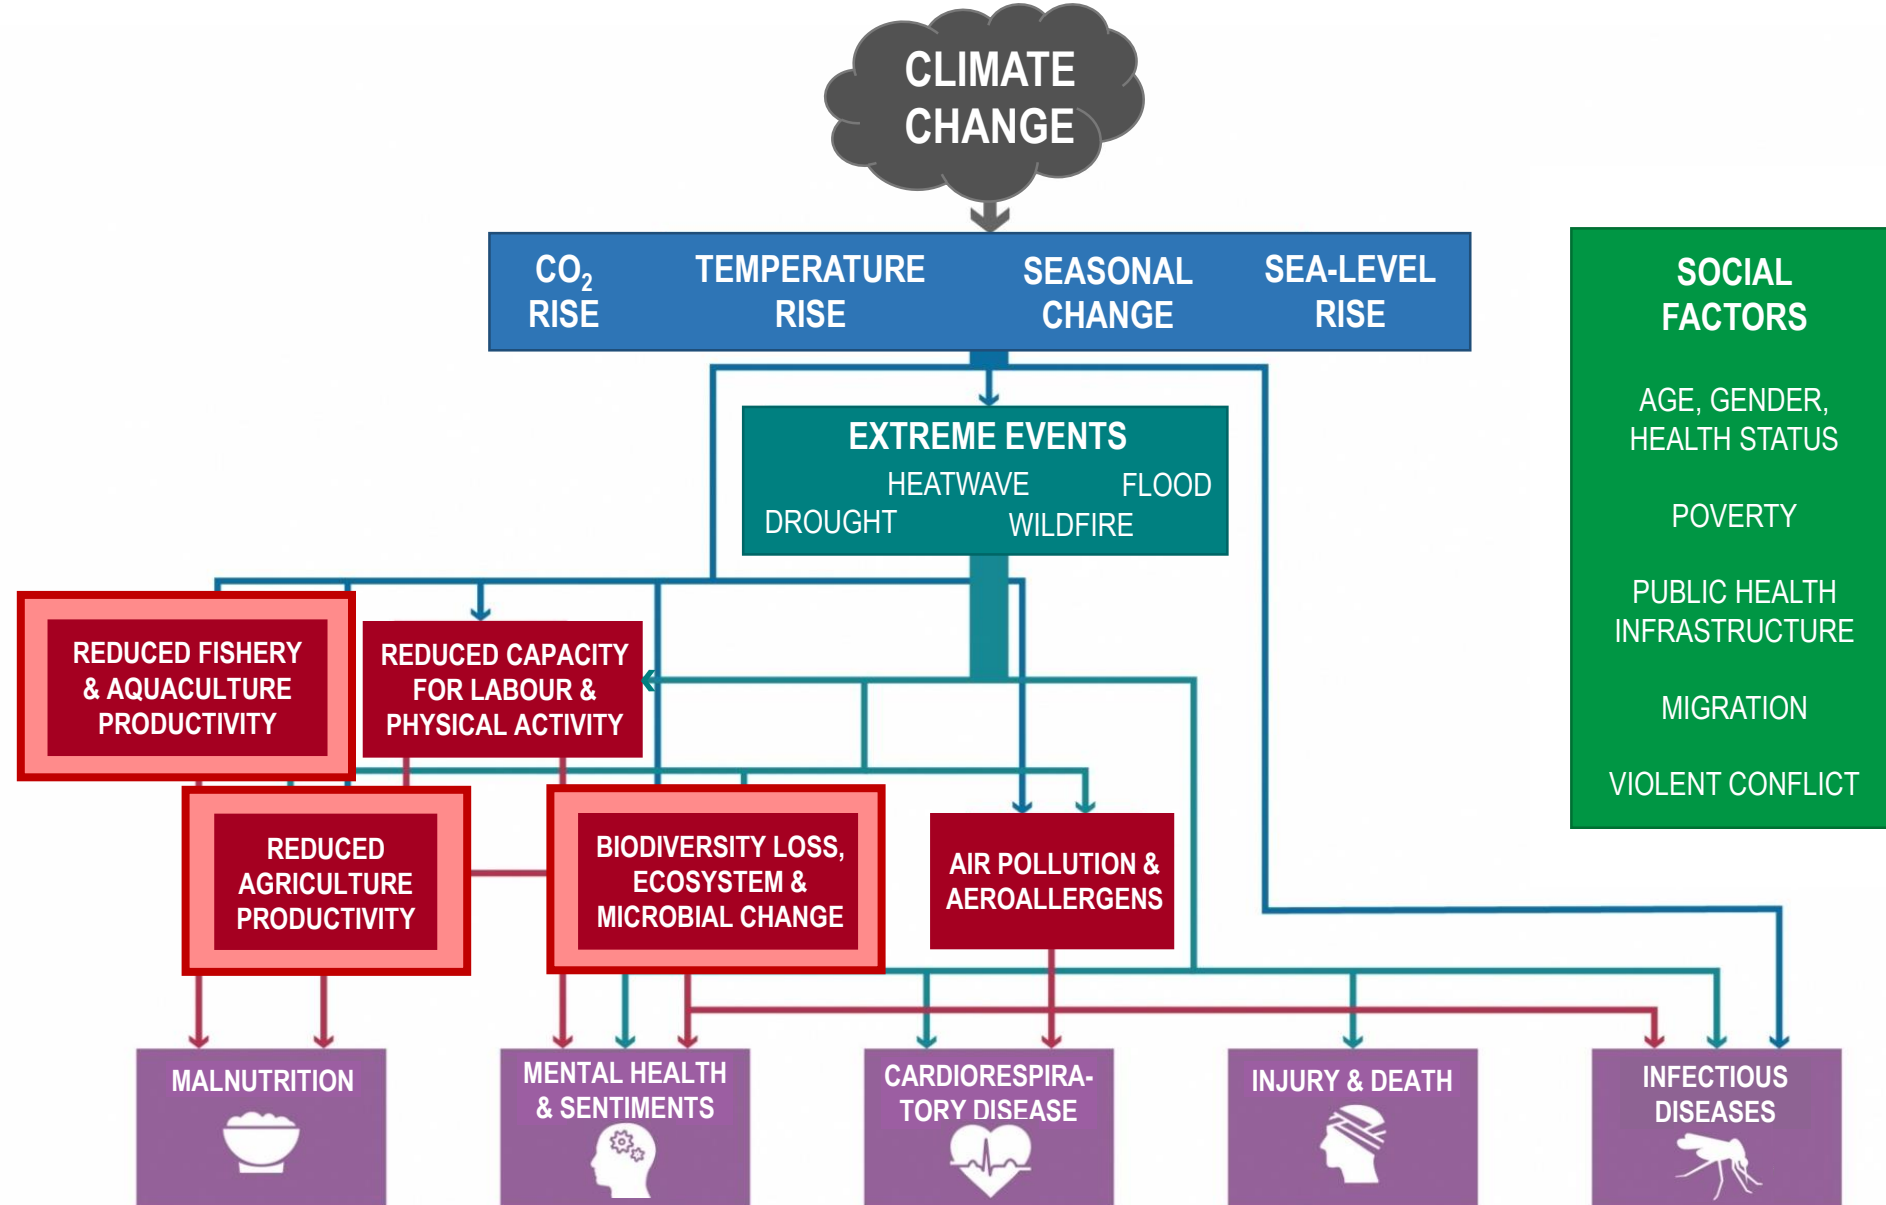 CLIMATE
CHANGE
CO₂
RISE
TEMPERATURE
RISE
SEASONAL
CHANGE
SEA-LEVEL
RISE
SOCIAL
FACTORS
AGE, GENDER,
HEALTH STATUS
POVERTY
PUBLIC HEALTH
INFRASTRUCTURE
MIGRATION
VIOLENT CONFLICT
EXTREME EVENTS
HEATWAVE
FLOOD
DROUGHT
WILDFIRE
REDUCED FISHERY
& AQUACULTURE
PRODUCTIVITY
REDUCED CAPACITY
FOR LABOUR &
PHYSICAL ACTIVITY
REDUCED
AGRICULTURE
PRODUCTIVITY
BIODIVERSITY LOSS,
ECOSYSTEM &
MICROBIAL CHANGE
AIR POLLUTION &
AEROALLERGENS
MALNUTRITION
MENTAL HEALTH
& SENTIMENTS
CARDIORESPIRA-
TORY DISEASE
INJURY & DEATH
INFECTIOUS
DISEASES